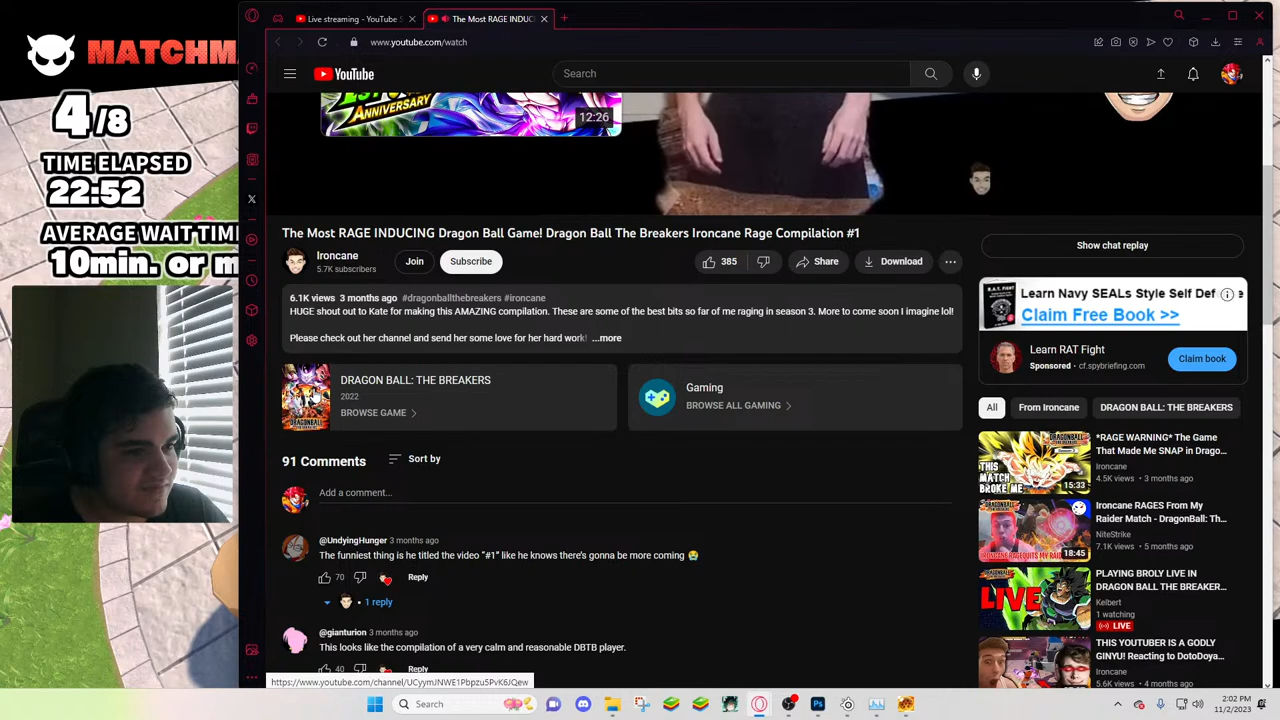 MATCHM
4/8
TIME ELAPSED
22:52
AVERAGE WAIT TIM
10min. or m
Live streaming - YouTube S
The Most RAGE INDUC
www.youtube.com/watch
YouTube
Search
ANNIVERSARY
12:26
The Most RAGE INDUCING Dragon Ball Game! Dragon Ball The Breakers Ironcane Rage Compilation #1
Ironcane
5.7K subscribers
Join
Subscribe
385
Share
Download
6.1K views 3 months ago #dragonballthebreakers #ironcane
HUGE shout out to Kate for making this AMAZING compilation. These are some of the best bits so far of me raging in season 3. More to come soon I imagine lol!
Please check out her channel and send her some love for her hard work! ...more
DRAGON BALL: THE BREAKERS
2022
BROWSE GAME
Gaming
BROWSE ALL GAMING
91 Comments
Sort by
Add a comment...
@UndyingHunger 3 months ago
The funniest thing is he titled the video "#1" like he knows there's gonna be more coming 😭
70
Reply
1 reply
@gianturion 3 months ago
This looks like the compilation of a very calm and reasonable DBTB player.
40
Reply
https://www.youtube.com/channel/UCyymJNWE1Pbpzu5PvK6JQew
Show chat replay
Learn Navy SEALs Style Self Def e
Claim Free Book >>
Learn RAT Fight
Sponsored • cf.spybriefing.com
Claim book
All
From Ironcane
DRAGON BALL: THE BREAKERS
*RAGE WARNING* The Game
That Made Me SNAP in Drago...
Ironcane
4.5K views • 3 months ago
THIS
MATCH
BROKE ME
15:33
Ironcane RAGES From My
Raider Match - DragonBall: Th...
NiteStrike
7.1K views • 5 months ago
18:45
PLAYING BROLY LIVE IN
DRAGON BALL THE BREAKER...
Kelbert
1 watching
LIVE
LIVE
THIS YOUTUBER IS A GODLY
GINYU! Reacting to DotoDoya...
Ironcane
5.6K views • 4 months ago
Search
2:02 PM
11/2/2023